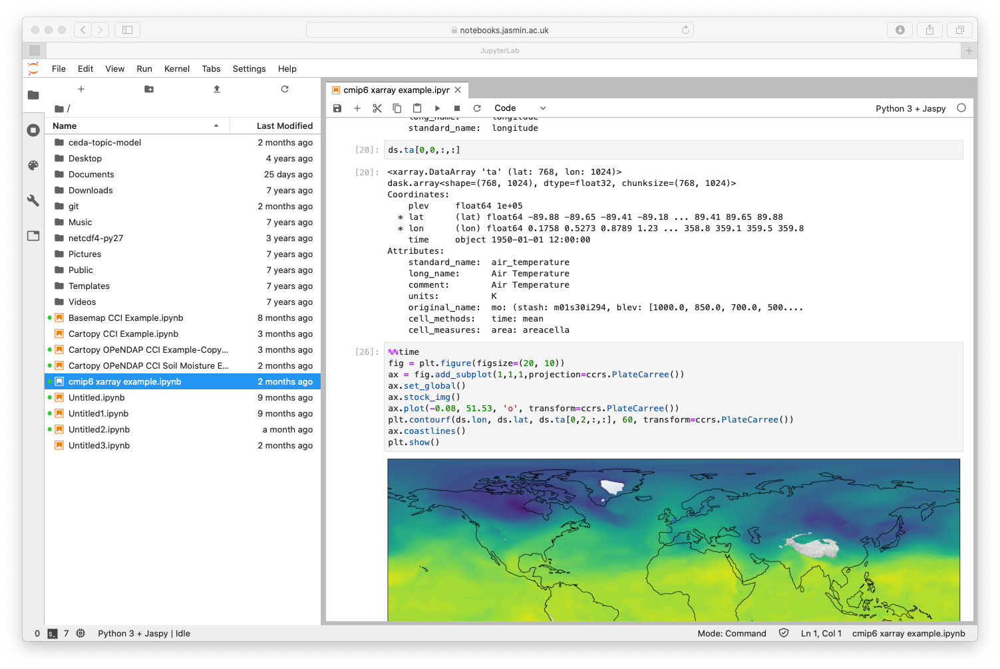 notebooks.jasmin.ac.uk
JupyterLab
File Edit View Run Kernel Tabs Settings Help
/
Name Last Modified
ceda-topic-model 2 months ago
Desktop 4 years ago
Documents 25 days ago
Downloads 7 years ago
git 2 months ago
Music 7 years ago
netcdf4-py27 3 years ago
Pictures 7 years ago
Public 7 years ago
Templates 7 years ago
Videos 7 years ago
Basemap CCI Example.ipynb 8 months ago
Cartopy CCI Example.ipynb 3 months ago
Cartopy OPeNDAP CCI Example-Copy... 3 months ago
Cartopy OPeNDAP CCI Soil Moisture E... 2 months ago
cmip6 xarray example.ipynb 2 months ago
Untitled.ipynb 9 months ago
Untitled1.ipynb 9 months ago
Untitled2.ipynb a month ago
Untitled3.ipynb 2 months ago
cmip6 xarray example.ipyn
Code Python 3 + Jaspy
long_name: longitude
standard_name: longitude
[20]: ds.ta[0,0,:,:]
[20]: <xarray.DataArray 'ta' (lat: 768, lon: 1024)>
dask.array<shape=(768, 1024), dtype=float32, chunksize=(768, 1024)>
Coordinates:
plev float64 1e+05
* lat (lat) float64 -89.88 -89.65 -89.41 -89.18 ... 89.41 89.65 89.88
* lon (lon) float64 0.1758 0.5273 0.8789 1.23 ... 358.8 359.1 359.5 359.8
time object 1950-01-01 12:00:00
Attributes:
standard_name: air_temperature
long_name: Air Temperature
comment: Air Temperature
units: K
original_name: mo: (stash: m01s30i294, blev: [1000.0, 850.0, 700.0, 500....
cell_methods: time: mean
cell_measures: area: areacella
[26]: %%time
fig = plt.figure(figsize=(20, 10))
ax = fig.add_subplot(1,1,1,projection=ccrs.PlateCarree())
ax.set_global()
ax.stock_img()
ax.plot(-0.08, 51.53, 'o', transform=ccrs.PlateCarree())
plt.contourf(ds.lon, ds.lat, ds.ta[0,2,:,:], 60, transform=ccrs.PlateCarree())
ax.coastlines()
plt.show()
0 $_ 7 Python 3 + Jaspy | Idle Mode: Command Ln 1, Col 1 cmip6 xarray example.ipynb